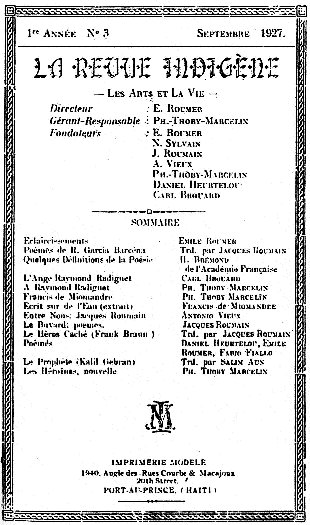 1re ANNÉE No 3 SEPTEMBRE 1927.
LA REVUE INDIGÈNE
— LES ARTS ET LA VIE —
Directeur : E. ROUMER
Gérant-Responsable : PH.-THOBY-MARCELIN
Fondateurs : E. ROUMER
N. SYLVAIN
J. ROUMAIN
A. VIEUX
PH.-THOBY-MARCELIN
DANIEL HEURTELOU
CARL BROUARD
SOMMAIRE
Eclaircissements EMILE ROUMER
Poèmes de R. Garcia Barcena Trd. par JACQUES ROUMAIN
Quelques Définitions de la Poésie H. BRÉMOND
de l'Académie Française
L'Ange Raymond Radiguet CARL BROUARD
A Raymond Radiguet PH. THOBY MARCELIN
Francis de Miomandre PH. THOBY MARCELIN
Ecrit sur de l'Eau (extrait) FRANCIS DE MIOMANDRE
Entre Nous: Jacques Roumain ANTONIO VIEUX
Le Buvard: poèmes. JACQUES ROUMAIN
Le Héros Caché (Frank Braun) Trd. par JACQUES ROUMAIN
Poèmes DANIEL HEURTELOU, EMILE
ROUMER, FABIO FIALLO
Le Prophète (Kalil Gebran) Trd. par SALIM AUN
Les Héroïnes, nouvelle PH. THOBY MARCELIN
IM
IMPRIMERIE MODÈLE
1940, Angle des Rues Courbe & Macajoux
20th Street.
PORT-AU-PRINCE, (HAITI)